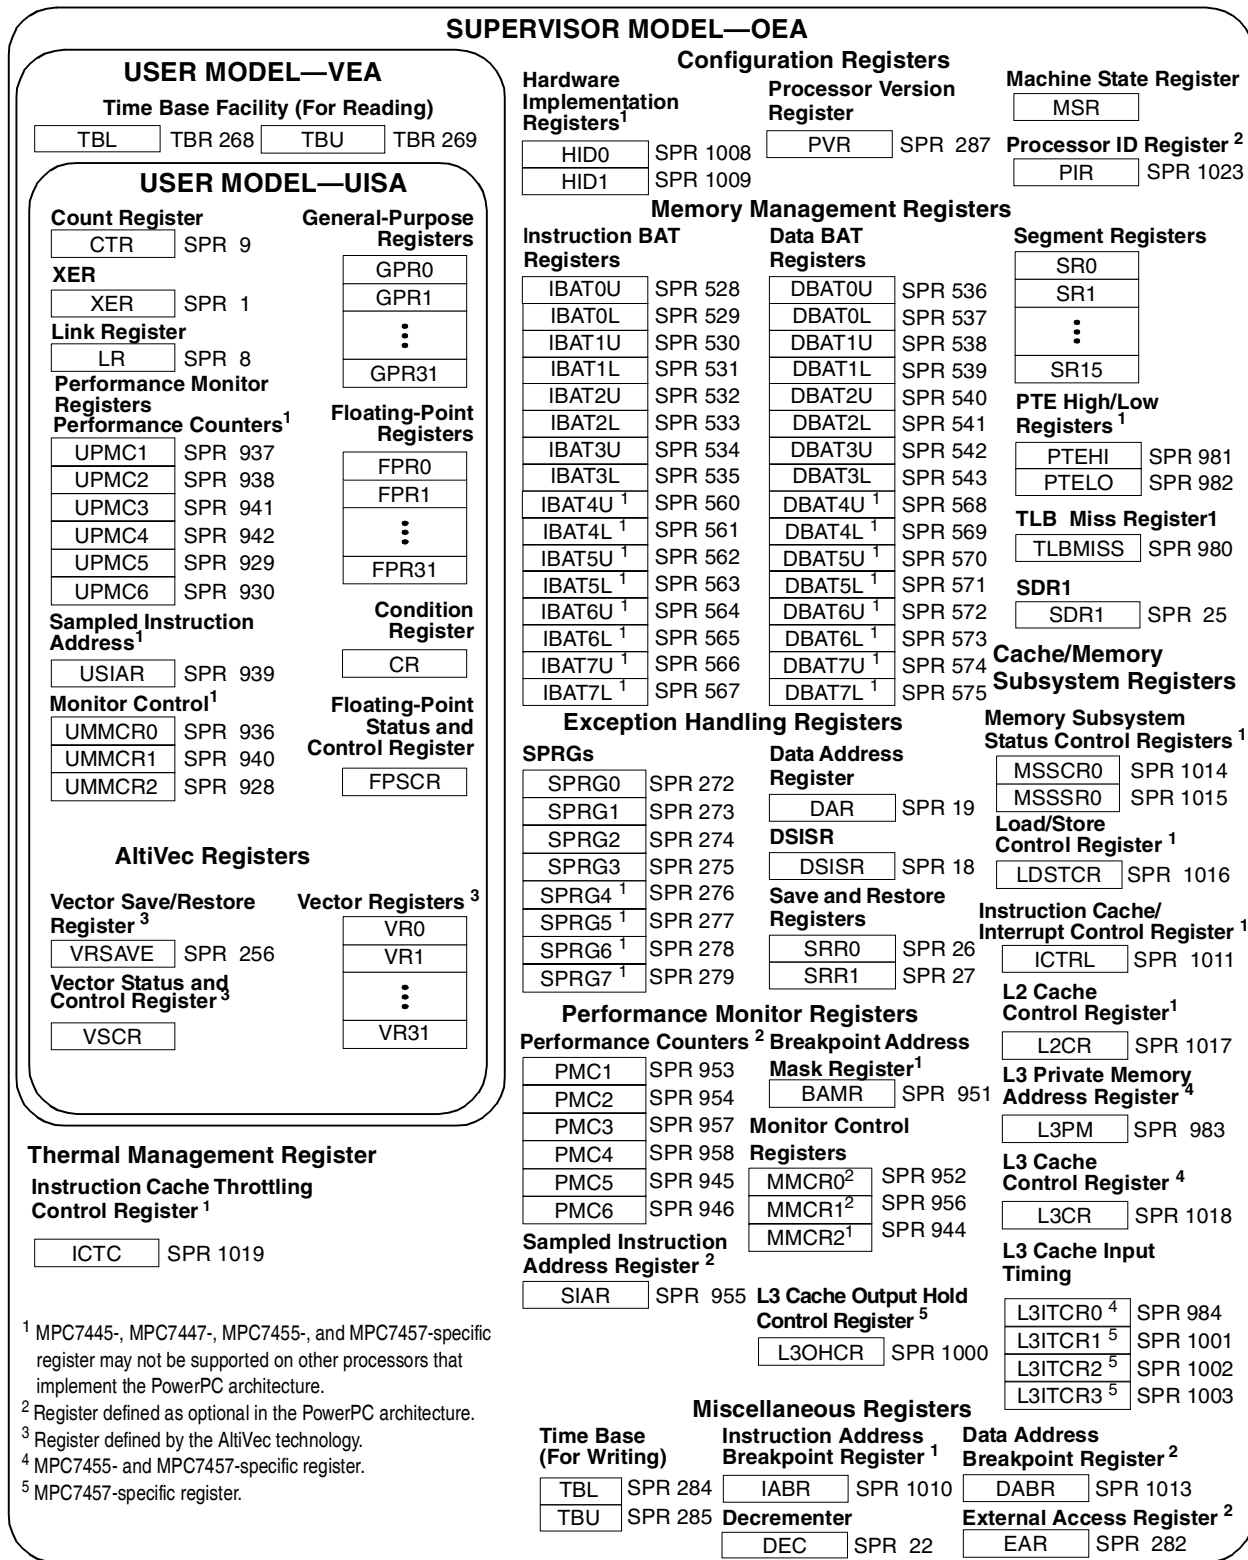 SUPERVISOR MODEL—OEA
USER MODEL—VEA
Time Base Facility (For Reading)
TBL TBR 268 TBU TBR 269
USER MODEL—UISA
Count Register
CTR SPR 9
XER
XER SPR 1
Link Register
LR SPR 8
Performance Monitor
Registers
Performance Counters1
UPMC1 SPR 937
UPMC2 SPR 938
UPMC3 SPR 941
UPMC4 SPR 942
UPMC5 SPR 929
UPMC6 SPR 930
Sampled Instruction
Address1
USIAR SPR 939
Monitor Control1
UMMCR0 SPR 936
UMMCR1 SPR 940
UMMCR2 SPR 928
General-Purpose
Registers
GPR0
GPR1
GPR31
Floating-Point
Registers
FPR0
FPR1
FPR31
Condition
Register
CR
Floating-Point
Status and
Control Register
FPSCR
AltiVec Registers
Vector Save/Restore
Register 3
VRSAVE SPR 256
Vector Status and
Control Register3
VSCR
Vector Registers 3
VR0
VR1
VR31
Thermal Management Register
Instruction Cache Throttling
Control Register 1
ICTC SPR 1019
1 MPC7445-, MPC7447-, MPC7455-, and MPC7457-specific
register may not be supported on other processors that
implement the PowerPC architecture.
2 Register defined as optional in the PowerPC architecture.
3 Register defined by the AltiVec technology.
4 MPC7455- and MPC7457-specific register.
5 MPC7457-specific register.
Configuration Registers
Hardware
Implementation
Registers1
HID0 SPR 1008
HID1 SPR 1009
Processor Version
Register
PVR SPR 287
Machine State Register
MSR
Processor ID Register 2
PIR SPR 1023
Memory Management Registers
Instruction BAT
Registers
IBAT0U SPR 528
IBAT0L SPR 529
IBAT1U SPR 530
IBAT1L SPR 531
IBAT2U SPR 532
IBAT2L SPR 533
IBAT3U SPR 534
IBAT3L SPR 535
IBAT4U 1 SPR 560
IBAT4L 1 SPR 561
IBAT5U 1 SPR 562
IBAT5L 1 SPR 563
IBAT6U 1 SPR 564
IBAT6L 1 SPR 565
IBAT7U 1 SPR 566
IBAT7L 1 SPR 567
Data BAT
Registers
DBAT0U SPR 536
DBAT0L SPR 537
DBAT1U SPR 538
DBAT1L SPR 539
DBAT2U SPR 540
DBAT2L SPR 541
DBAT3U SPR 542
DBAT3L SPR 543
DBAT4U 1 SPR 568
DBAT4L 1 SPR 569
DBAT5U 1 SPR 570
DBAT5L 1 SPR 571
DBAT6U 1 SPR 572
DBAT6L 1 SPR 573
DBAT7U 1 SPR 574
DBAT7L 1 SPR 575
Segment Registers
SR0
SR1
SR15
PTE High/Low
Registers 1
PTEHI SPR 981
PTELO SPR 982
TLB Miss Register1
TLBMISS SPR 980
SDR1
SDR1 SPR 25
Exception Handling Registers
SPRGs
SPRG0 SPR 272
SPRG1 SPR 273
SPRG2 SPR 274
SPRG3 SPR 275
SPRG4 1 SPR 276
SPRG5 1 SPR 277
SPRG6 1 SPR 278
SPRG7 1 SPR 279
Data Address
Register
DAR SPR 19
DSISR
DSISR SPR 18
Save and Restore
Registers
SRR0 SPR 26
SRR1 SPR 27
Cache/Memory
Subsystem Registers
Memory Subsystem
Status Control Registers 1
MSSCR0 SPR 1014
MSSSR0 SPR 1015
Load/Store
Control Register 1
LDSTCR SPR 1016
Instruction Cache/
Interrupt Control Register 1
ICTRL SPR 1011
L2 Cache
Control Register1
L2CR SPR 1017
L3 Private Memory
Address Register 4
L3PM SPR 983
L3 Cache
Control Register 4
L3CR SPR 1018
L3 Cache Input
Timing
L3ITCR0 4 SPR 984
L3ITCR1 5 SPR 1001
L3ITCR2 5 SPR 1002
L3ITCR3 5 SPR 1003
Performance Monitor Registers
Performance Counters 2
PMC1 SPR 953
PMC2 SPR 954
PMC3 SPR 957
PMC4 SPR 958
PMC5 SPR 945
PMC6 SPR 946
Sampled Instruction
Address Register 2
SIAR SPR 955
Breakpoint Address
Mask Register1
BAMR SPR 951
Monitor Control
Registers
MMCR02 SPR 952
MMCR12 SPR 956
MMCR21 SPR 944
L3 Cache Output Hold
Control Register 5
L3OHCR SPR 1000
Miscellaneous Registers
Time Base
(For Writing)
TBL SPR 284
TBU SPR 285
Instruction Address
Breakpoint Register 1
IABR SPR 1010
Decrementer
DEC SPR 22
Data Address
Breakpoint Register 2
DABR SPR 1013
External Access Register 2
EAR SPR 282